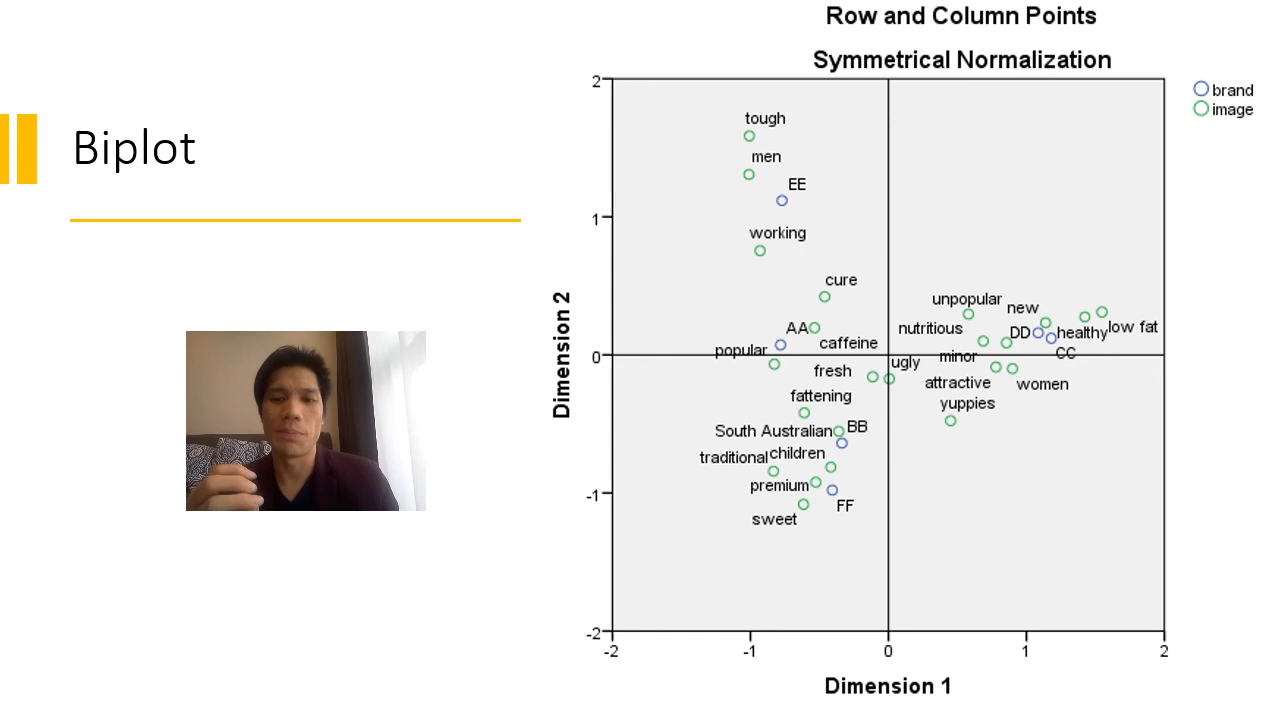 Biplot
Row and Column Points
Symmetrical Normalization
brand
image
Dimension 2
2
1
0
-1
-2
tough
men
EE
working
cure
unpopular new
AA nutritious DD healthy low fat
popular caffeine minor CC
fresh ugly
attractive women
fattening yuppies
South Australian BB
traditional children
premium
FF
sweet
-2 -1 0 1 2
Dimension 1